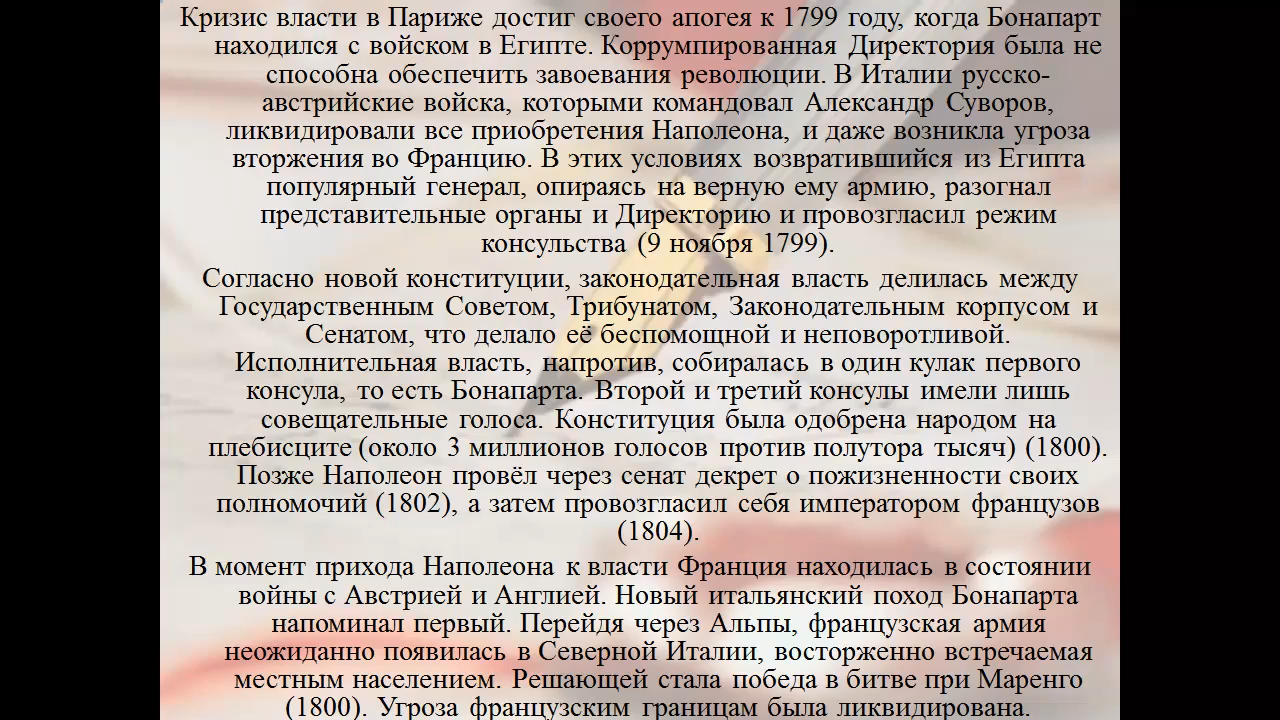 Кризис власти в Париже достиг своего апогея к 1799 году, когда Бонапарт
находился с войском в Египте. Коррумпированная Директория была не
способна обеспечить завоевания революции. В Италии русско-
австрийские войска, которыми командовал Александр Суворов,
ликвидировали все приобретения Наполеона, и даже возникла угроза
вторжения во Францию. В этих условиях возвратившийся из Египта
популярный генерал, опираясь на верную ему армию, разогнал
представительные органы и Директорию и провозгласил режим
консульства (9 ноября 1799).
Согласно новой конституции, законодательная власть делилась между
Государственным Советом, Трибунатом, Законодательным корпусом и
Сенатом, что делало её беспомощной и неповоротливой.
Исполнительная власть, напротив, собиралась в один кулак первого
консула, то есть Бонапарта. Второй и третий консулы имели лишь
совещательные голоса. Конституция была одобрена народом на
плебисците (около 3 миллионов голосов против полутора тысяч) (1800).
Позже Наполеон провёл через сенат декрет о пожизненности своих
полномочий (1802), а затем провозгласил себя императором французов
(1804).
В момент прихода Наполеона к власти Франция находилась в состоянии
войны с Австрией и Англией. Новый итальянский поход Бонапарта
напоминал первый. Перейдя через Альпы, французская армия
неожиданно появилась в Северной Италии, восторженно встречаемая
местным населением. Решающей стала победа в битве при Маренго
(1800). Угроза французским границам была ликвидирована.